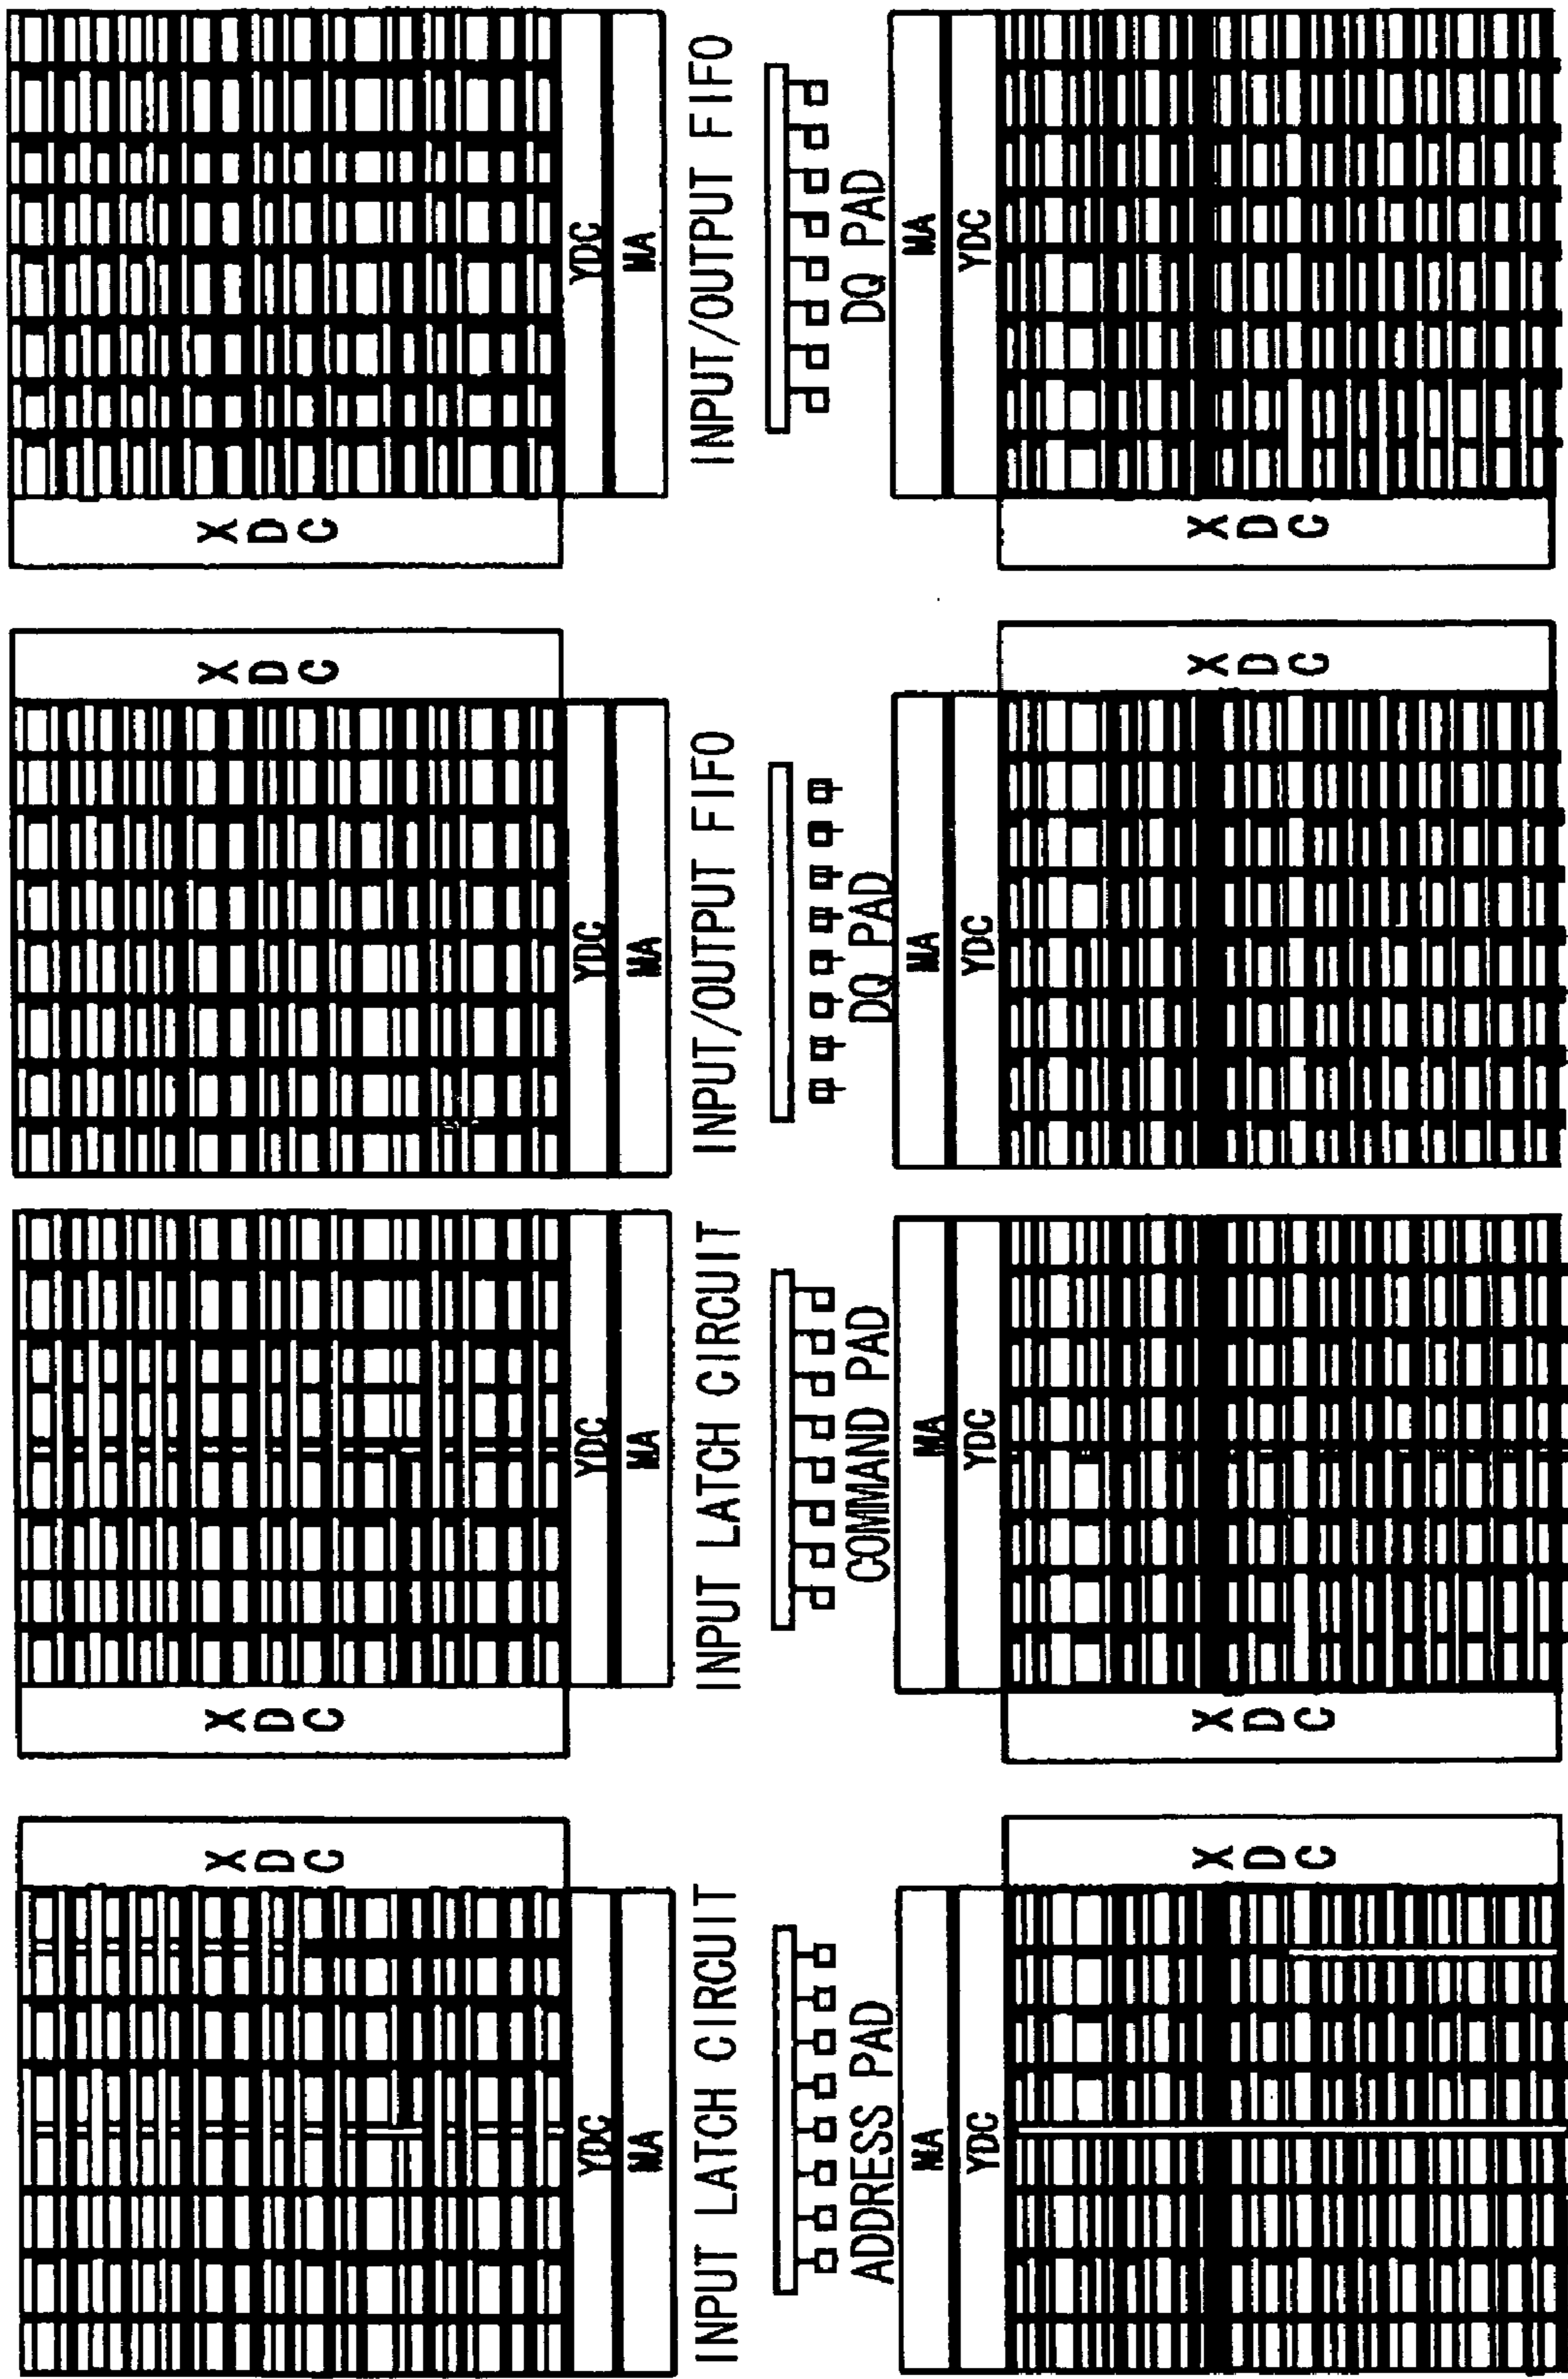 XDC
XDC
XDC
XDC
YDC
YDC
YDC
YDC
MA
MA
MA
MA
INPUT LATCH CIRCUIT
INPUT LATCH CIRCUIT
INPUT/OUTPUT FIFO
INPUT/OUTPUT FIFO
ADDRESS PAD
COMMAND PAD
DQ PAD
DQ PAD
MA
MA
MA
MA
YDC
YDC
YDC
YDC
XDC
XDC
XDC
XDC